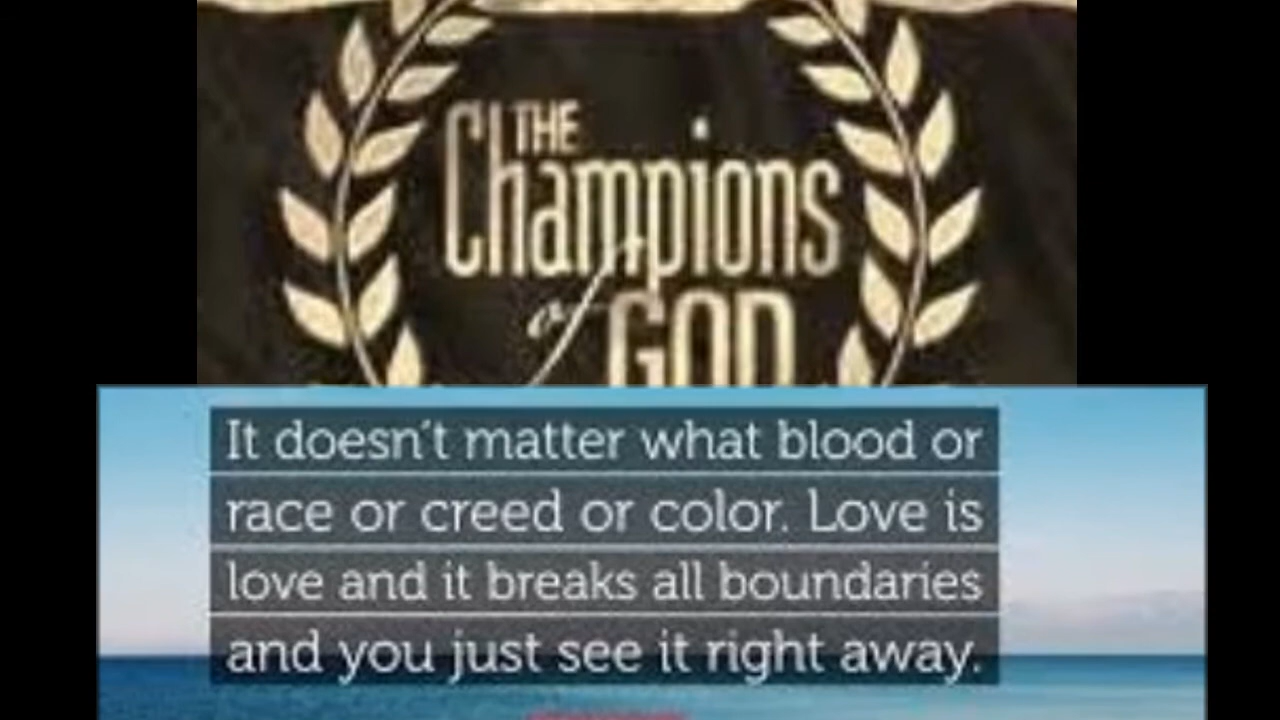 THE
Champions
of
GOD
It doesn't matter what blood or
race or creed or color. Love is
love and it breaks all boundaries
and you just see it right away.